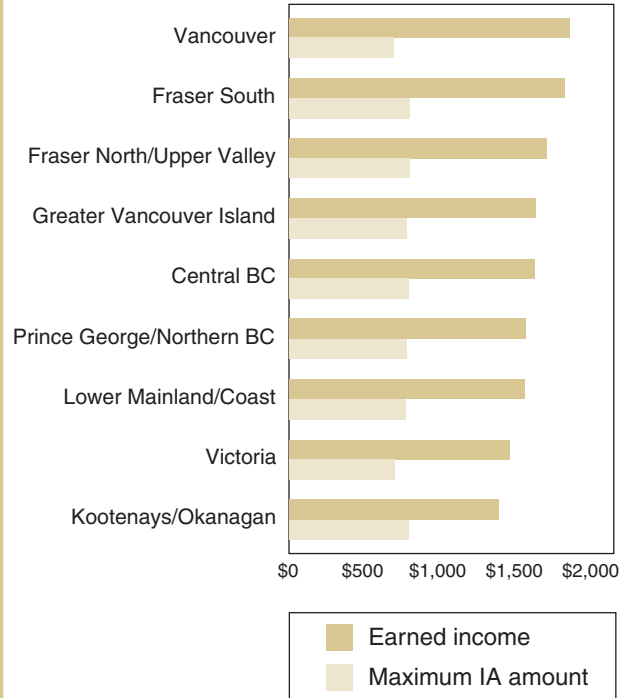 Vancouver
Fraser South
Fraser North/Upper Valley
Greater Vancouver Island
Central BC
Prince George/Northern BC
Lower Mainland/Coast
Victoria
Kootenays/Okanagan
$0 $500 $1,000 $1,500 $2,000
Earned income
Maximum IA amount